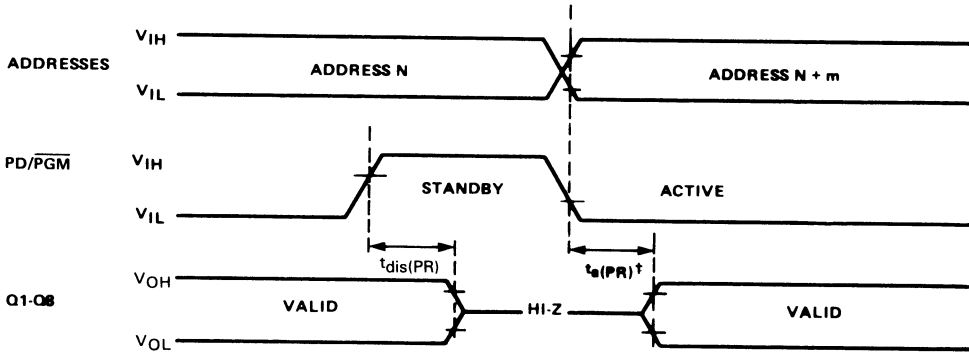 VIH
ADDRESSES ADDRESS N ADDRESS N + m
VIL
PD/PGM VIH
STANDBY ACTIVE
VIL
tdis(PR) ta(PR)†
VOH
Q1-Q8 VALID HI-Z VALID
VOL